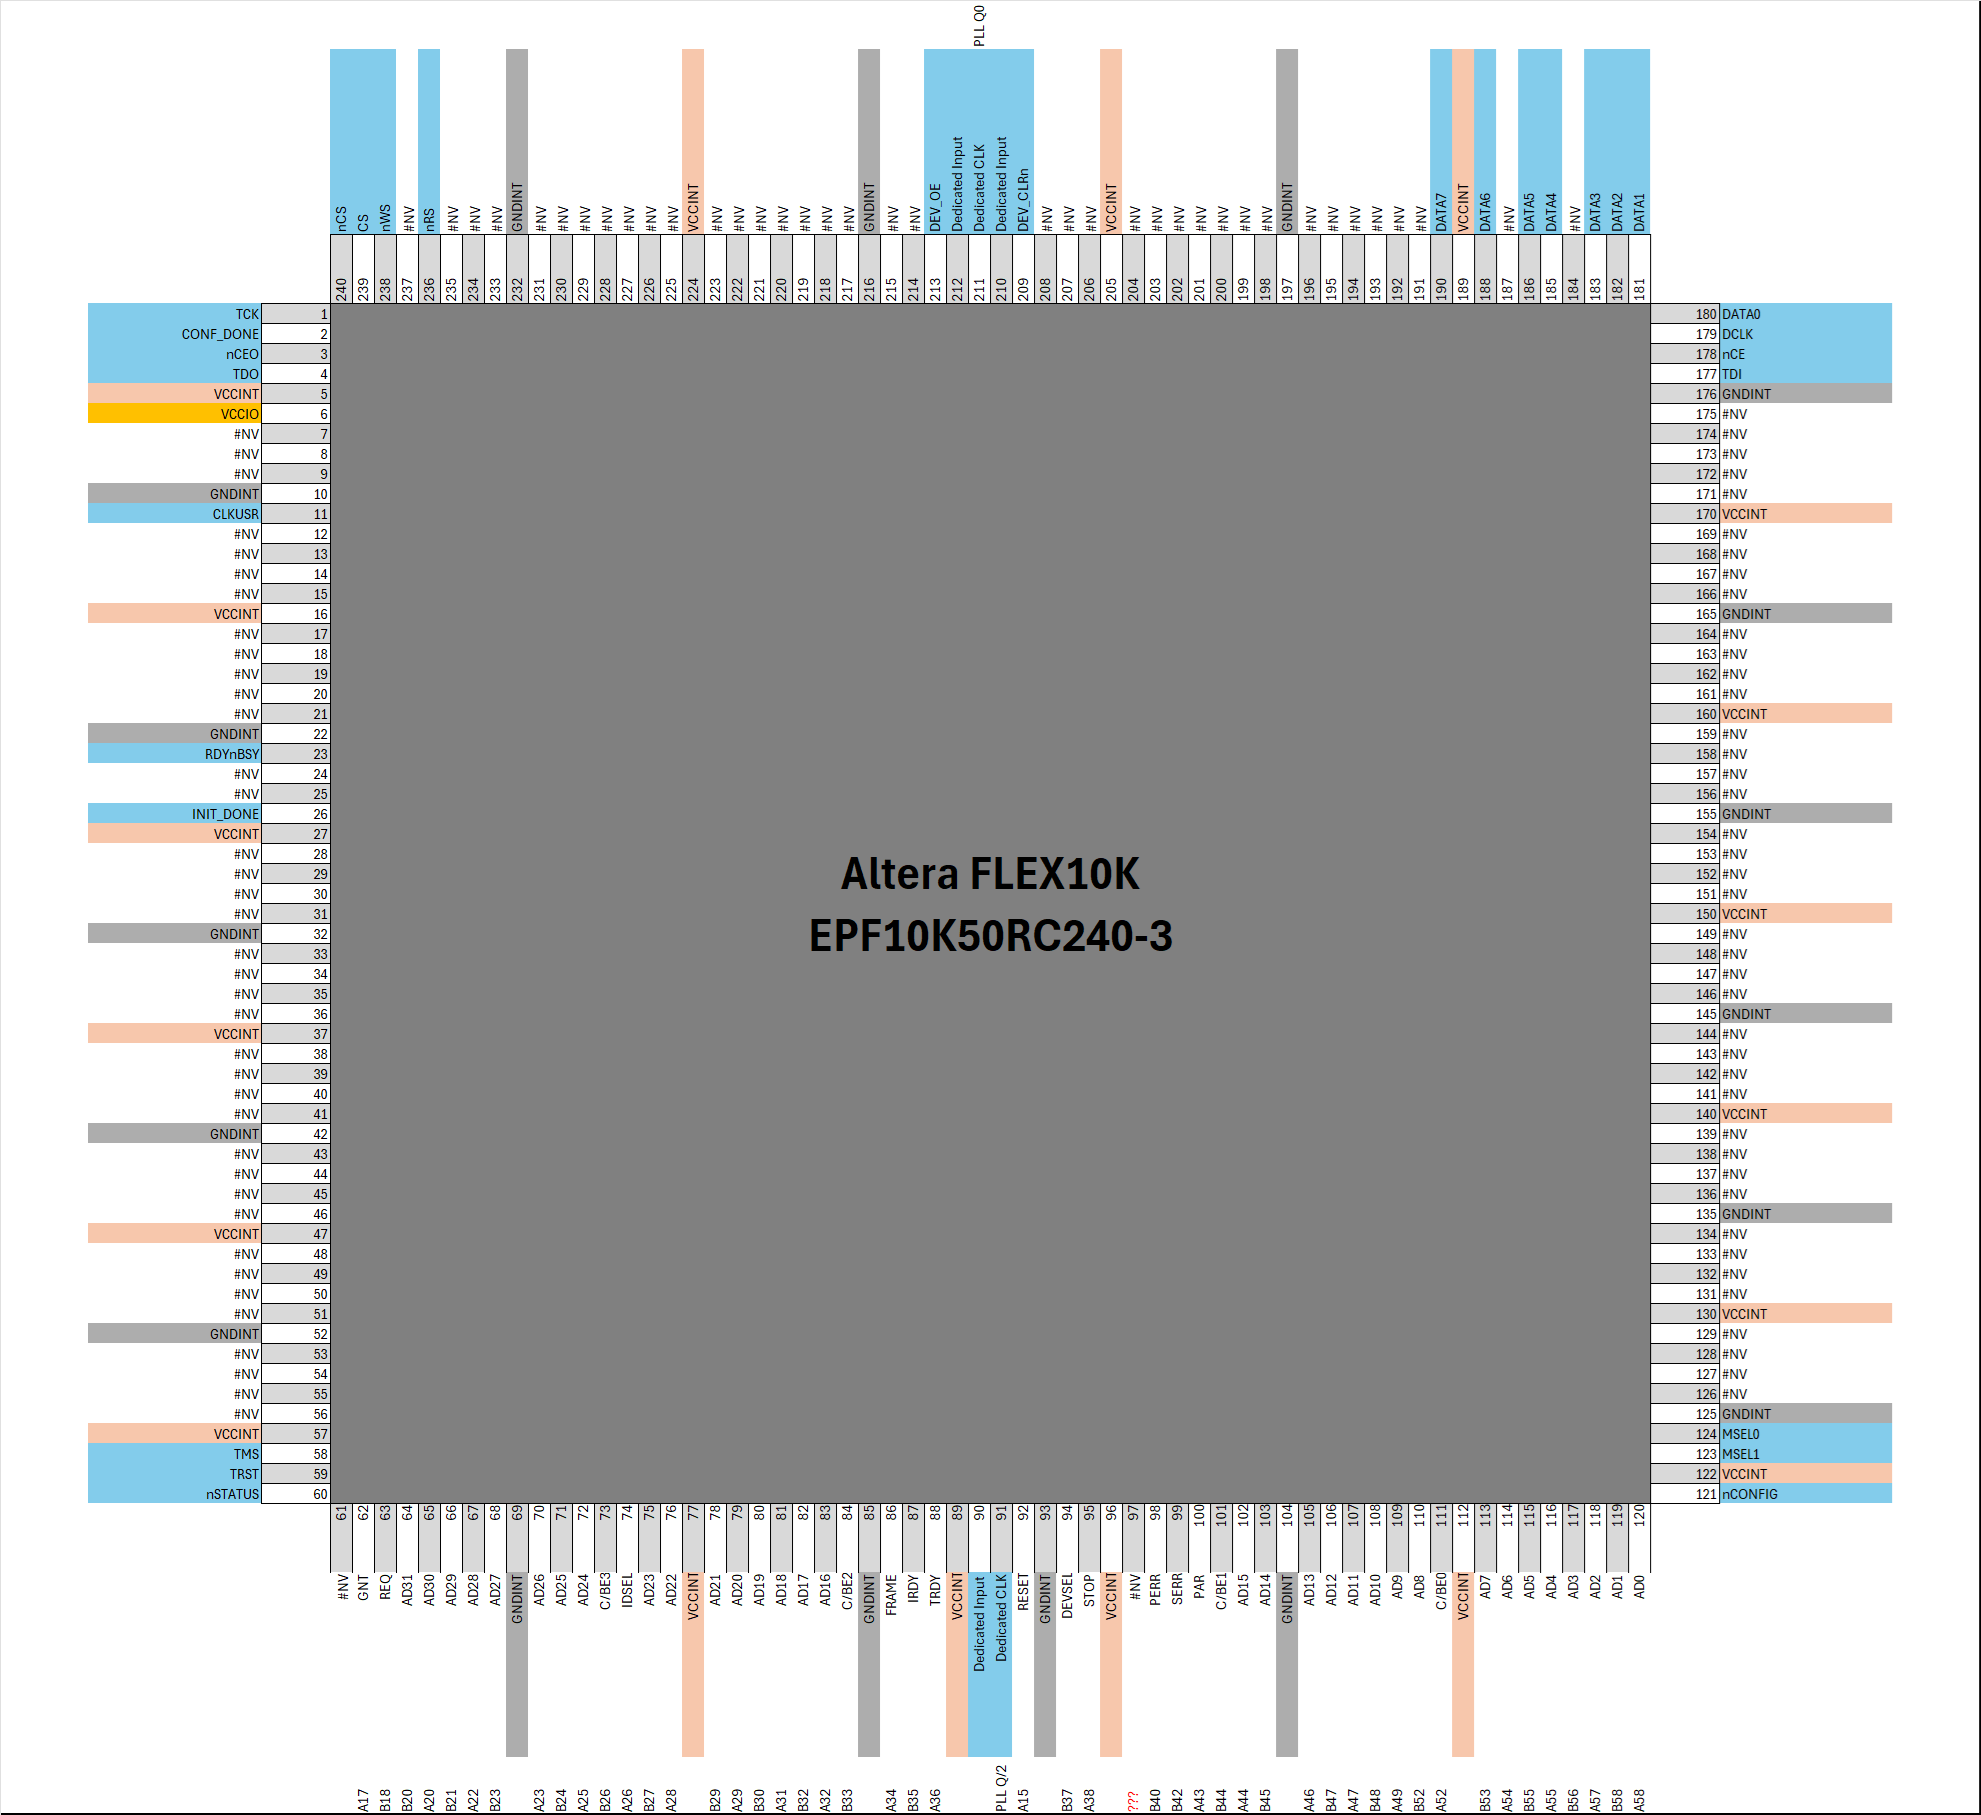 PLL Q0
nCS CS nWS #NV nRS #NV #NV #NV GNDINT #NV #NV #NV #NV #NV #NV #NV VCCINT #NV #NV #NV #NV #NV #NV #NV GNDINT #NV #NV DEV_OE Dedicated Input Dedicated CLK Dedicated Input DEV_CLRn #NV #NV #NV VCCINT #NV #NV #NV #NV #NV #NV #NV GNDINT #NV #NV #NV #NV #NV #NV DATA7 VCCINT DATA6 #NV DATA5 DATA4 #NV DATA3 DATA2 DATA1
240 239 238 237 236 235 234 233 232 231 230 229 228 227 226 225 224 223 222 221 220 219 218 217 216 215 214 213 212 211 210 209 208 207 206 205 204 203 202 201 200 199 198 197 196 195 194 193 192 191 190 189 188 187 186 185 184 183 182 181
TCK 1 180 DATA0
CONF_DONE 2 179 DCLK
nCEO 3 178 nCE
TDO 4 177 TDI
VCCINT 5 176 GNDINT
VCCIO 6 175 #NV
#NV 7 174 #NV
#NV 8 173 #NV
#NV 9 172 #NV
GNDINT 10 171 #NV
CLKUSR 11 170 VCCINT
#NV 12 169 #NV
#NV 13 168 #NV
#NV 14 167 #NV
#NV 15 166 #NV
VCCINT 16 165 GNDINT
#NV 17 164 #NV
#NV 18 163 #NV
#NV 19 162 #NV
#NV 20 161 #NV
#NV 21 160 VCCINT
GNDINT 22 159 #NV
RDYnBSY 23 158 #NV
#NV 24 157 #NV
#NV 25 156 #NV
INIT_DONE 26 155 GNDINT
VCCINT 27 154 #NV
#NV 28 153 #NV
#NV 29 152 #NV
#NV 30 151 #NV
#NV 31 150 VCCINT
GNDINT 32 149 #NV
#NV 33 148 #NV
#NV 34 147 #NV
#NV 35 146 #NV
#NV 36 145 GNDINT
VCCINT 37 144 #NV
#NV 38 143 #NV
#NV 39 142 #NV
#NV 40 141 #NV
#NV 41 140 VCCINT
GNDINT 42 139 #NV
#NV 43 138 #NV
#NV 44 137 #NV
#NV 45 136 #NV
#NV 46 135 GNDINT
VCCINT 47 134 #NV
#NV 48 133 #NV
#NV 49 132 #NV
#NV 50 131 #NV
#NV 51 130 VCCINT
GNDINT 52 129 #NV
#NV 53 128 #NV
#NV 54 127 #NV
#NV 55 126 #NV
#NV 56 125 GNDINT
VCCINT 57 124 MSEL0
TMS 58 123 MSEL1
TRST 59 122 VCCINT
nSTATUS 60 121 nCONFIG
Altera FLEX10K
EPF10K50RC240-3
61 62 63 64 65 66 67 68 69 70 71 72 73 74 75 76 77 78 79 80 81 82 83 84 85 86 87 88 89 90 91 92 93 94 95 96 97 98 99 100 101 102 103 104 105 106 107 108 109 110 111 112 113 114 115 116 117 118 119 120
#NV GNT REQ AD31 AD30 AD29 AD28 AD27 GNDINT AD26 AD25 AD24 C/BE3 IDSEL AD23 AD22 VCCINT AD21 AD20 AD19 AD18 AD17 AD16 C/BE2 GNDINT FRAME IRDY TRDY VCCINT Dedicated Input Dedicated CLK RESET GNDINT DEVSEL STOP VCCINT #NV PERR SERR PAR C/BE1 AD15 AD14 GNDINT AD13 AD12 AD11 AD10 AD9 AD8 C/BE0 VCCINT AD7 AD6 AD5 AD4 AD3 AD2 AD1 AD0
A17 B18 B20 A20 B21 A22 B23 A23 B24 A25 B26 A26 B27 A28 B29 A29 B30 A31 B32 A32 B33 A34 B35 A36 PLL Q/2 A15 B37 A38 ??? B40 B42 A43 B44 A44 B45 A46 B47 A47 B48 A49 B52 A52 B53 A54 B55 A55 B56 A57 B58 A58